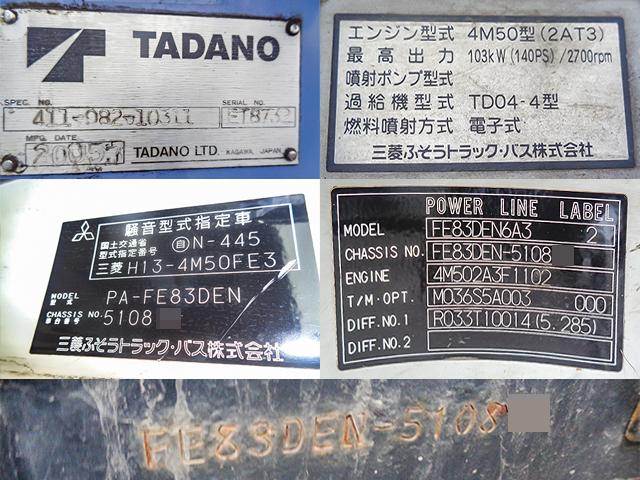 TADANO
SPEC. NO.
SERIAL NO.
411-082-10311
ET8732
MFG. DATE
2005.
TADANO LTD. KAGAWA, JAPAN
エンジン型式 4M50型(2AT3)
最高出力 103kW(140PS)/2700rpm
噴射ポンプ型式
過給機型式 TD04-4型
燃料噴射方式 電子式
三菱ふそうトラック・バス株式会社
騒音型式指定車
国土交通省
型式指定番号 自N-445
三菱 H13-4M50FE3
MODEL
型式 PA-FE83DEN
CHASSIS NO.
車台番号 5108
三菱ふそうトラック・バス株式会社
POWER LINE LABEL
MODEL FE83DEN6A3 2
CHASSIS NO. FE83DEN-5108
ENGINE 4M502A3F1102
T/M.OPT. M036S5A003 000
DIFF.NO.1 R033T10014(5.285)
DIFF.NO.2
FE83DEN-5108